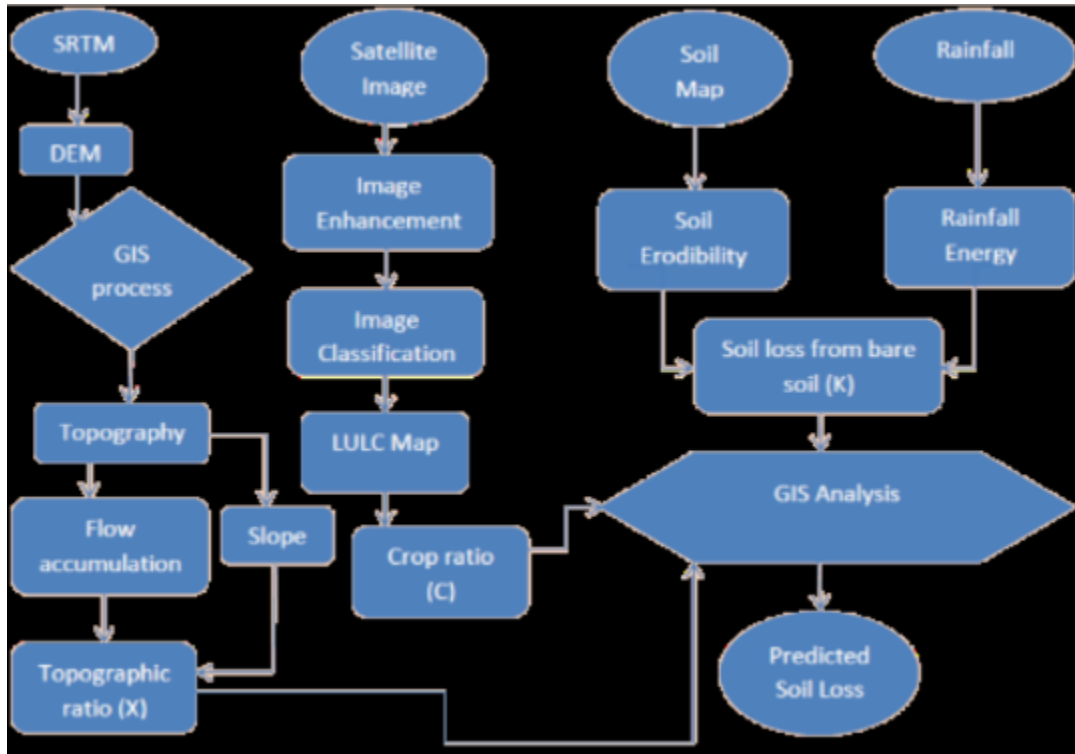 SRTM
DEM
GIS
process
Topography
Flow
accumulation
Slope
Topographic
ratio (X)
Satellite
Image
Image
Enhancement
Image
Classification
LULC Map
Crop ratio
(C)
Soil
Map
Soil
Erodibility
Rainfall
Rainfall
Energy
Soil loss from bare
soil (K)
GIS Analysis
Predicted
Soil Loss